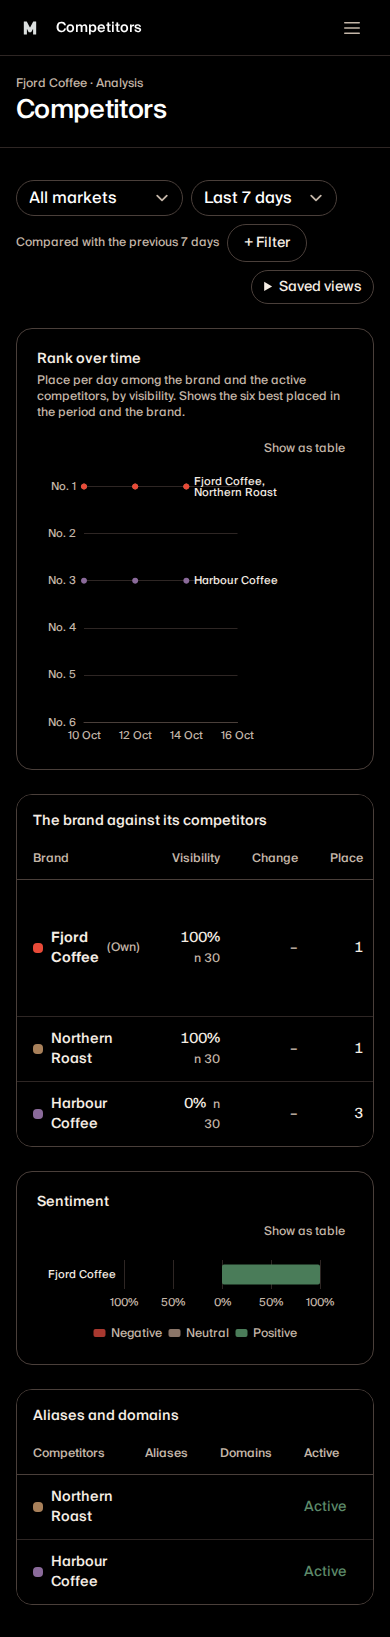 M Competitors
Fjord Coffee · Analysis
Competitors
All markets
Last 7 days
Compared with the previous 7 days
+ Filter
▶ Saved views
Rank over time
Place per day among the brand and the active
competitors, by visibility. Shows the six best placed in
the period and the brand.
Show as table
No. 1
Fjord Coffee,
Northern Roast
No. 2
No. 3
Harbour Coffee
No. 4
No. 5
No. 6
10 Oct 12 Oct 14 Oct 16 Oct
The brand against its competitors
Brand Visibility Change Place
Fjord
Coffee
(Own)
100%
n 30
– 1
Northern
Roast
100%
n 30
– 1
Harbour
Coffee
0% n
30
– 3
Sentiment
Show as table
Fjord Coffee
100% 50% 0% 50% 100%
Negative Neutral Positive
Aliases and domains
Competitors Aliases Domains Active
Northern
Roast
Active
Harbour
Coffee
Active